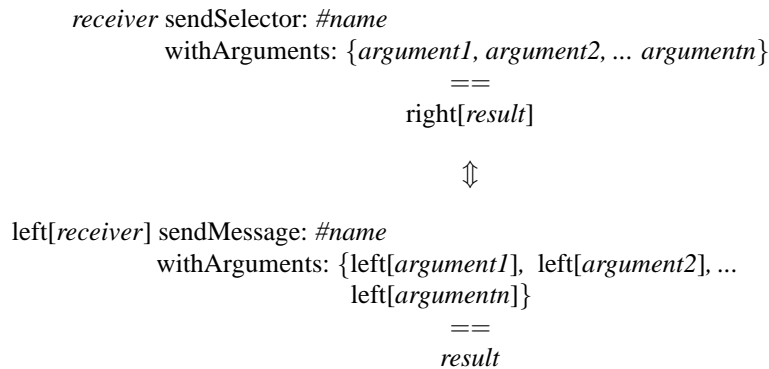 receiver sendSelector: #name
withArguments: {argument1, argument2, ... argumentn}
==
right[result]
⇕
left[receiver] sendMessage: #name
withArguments: {left[argument1], left[argument2], ...
left[argumentn]}
==
result